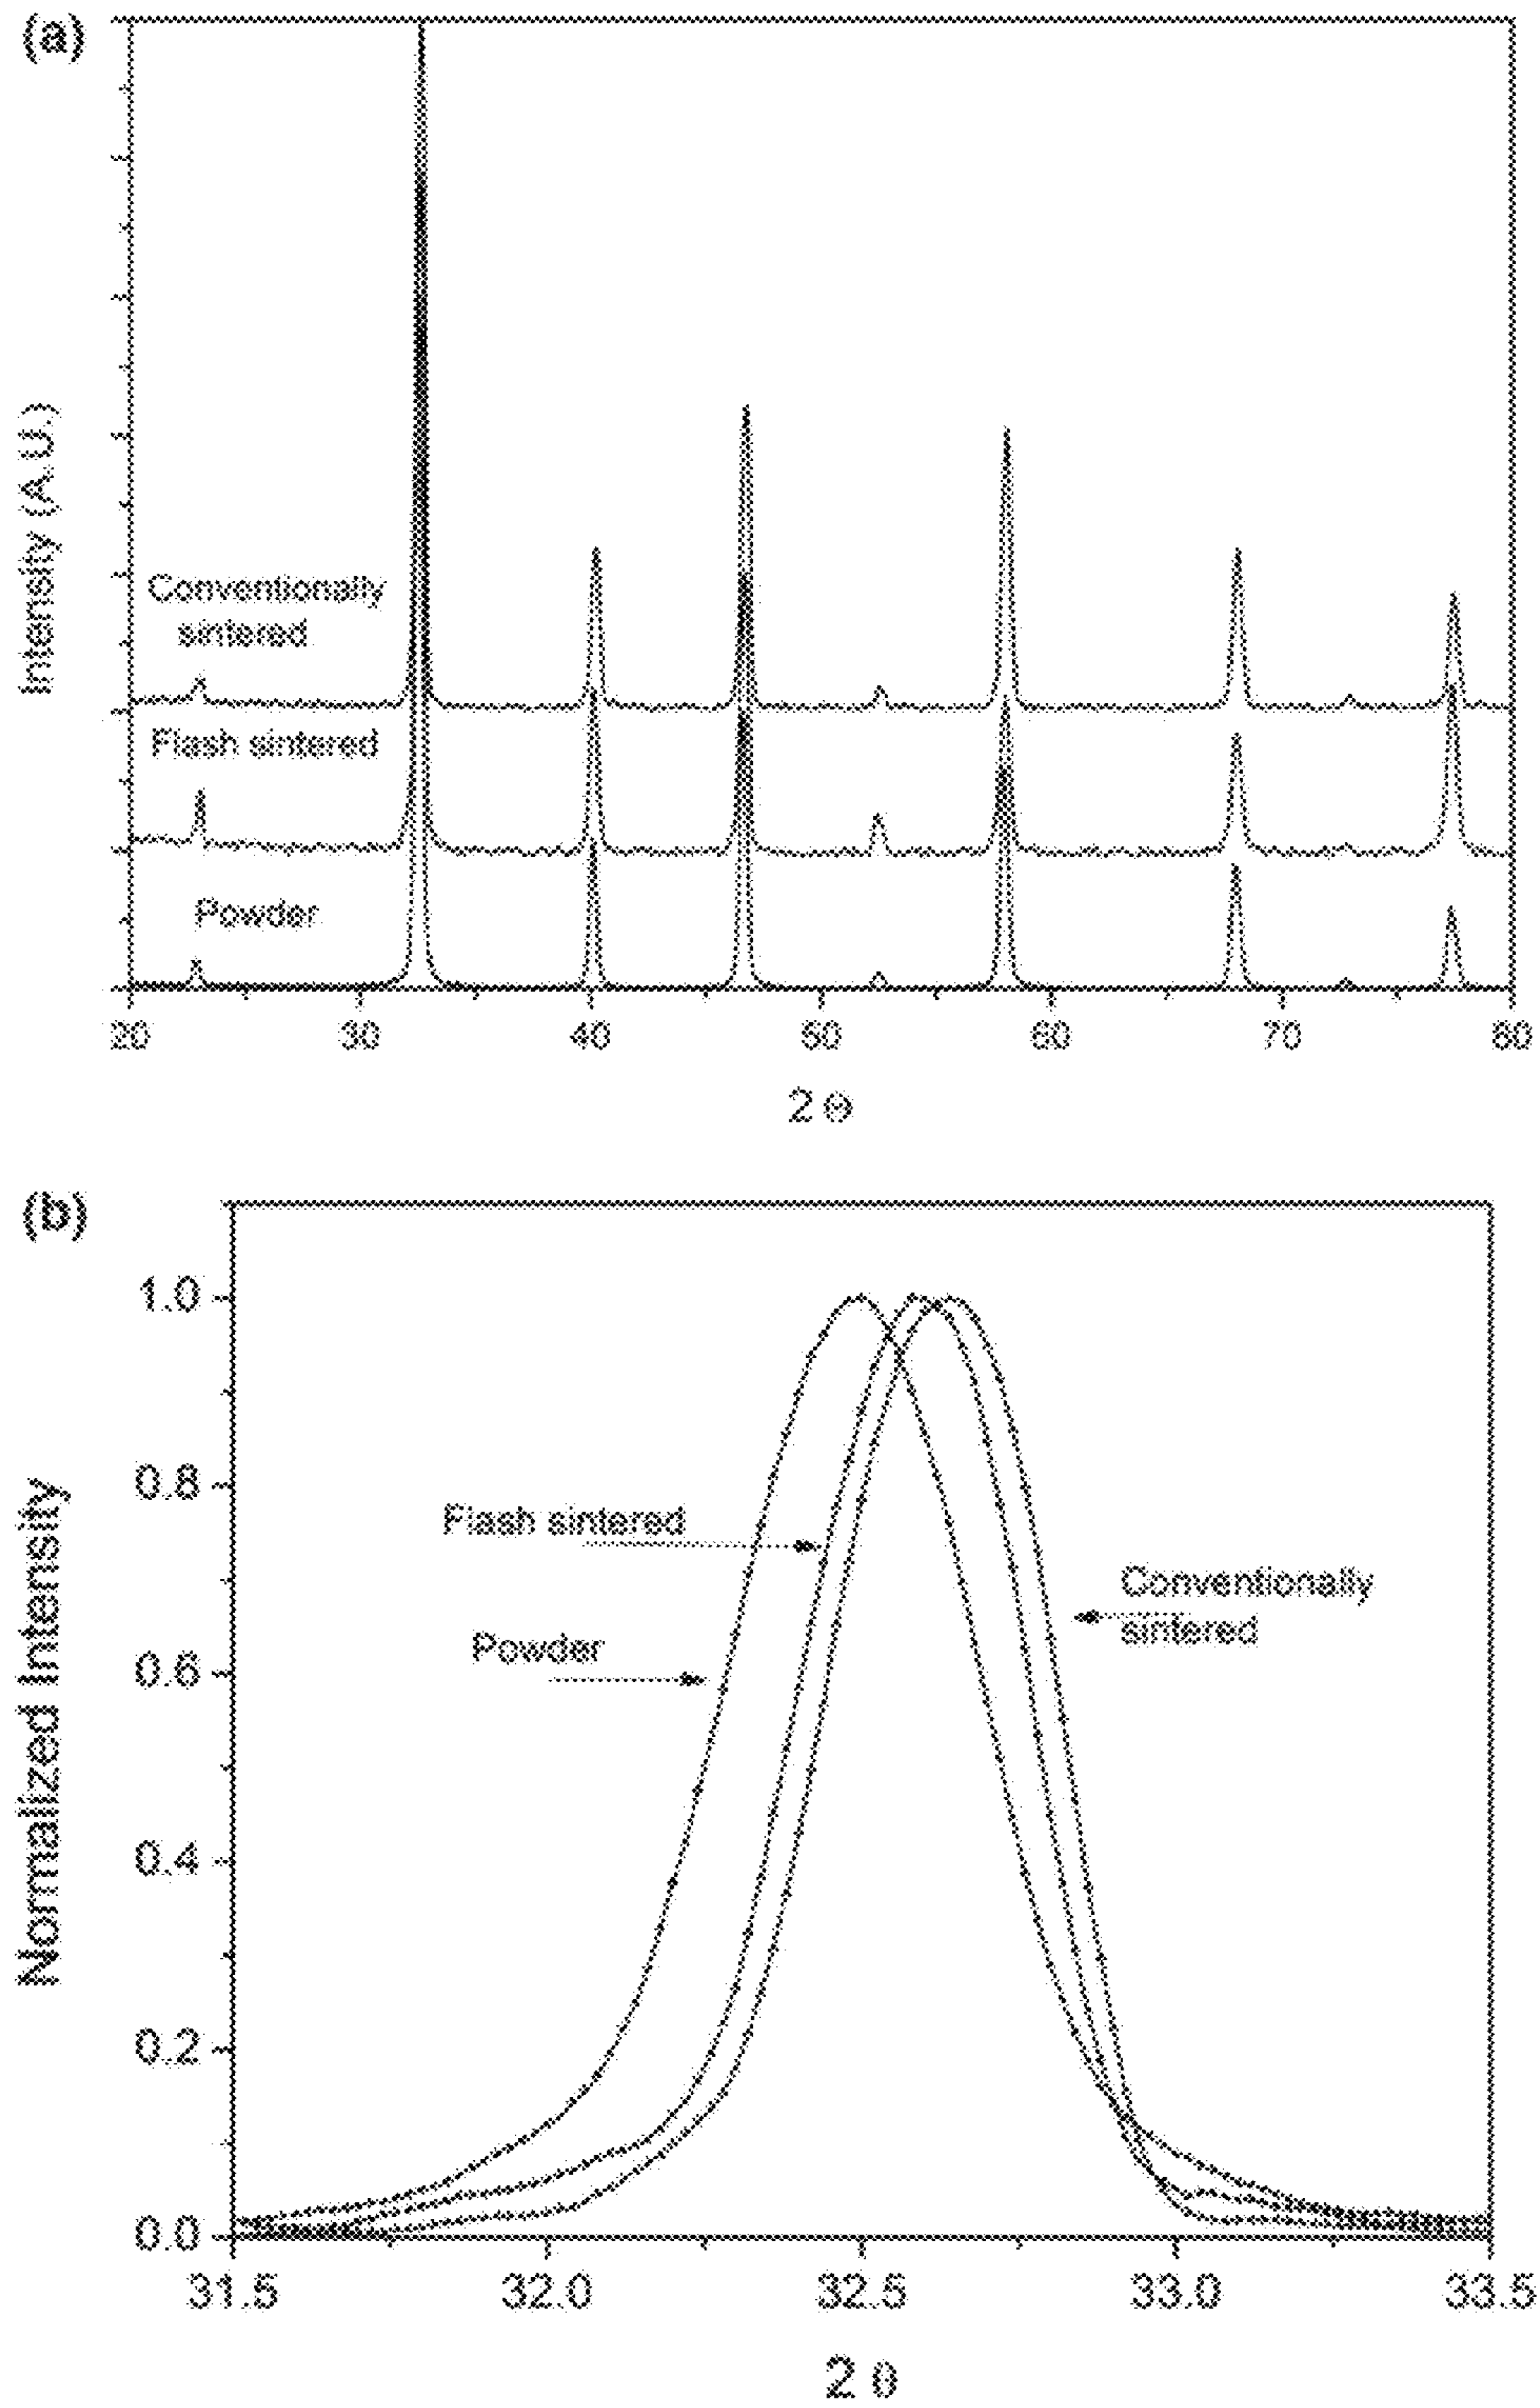 (a)
Intensity (A.U.)
Conventionally
sintered
Flash sintered
Powder
20 30 40 50 60 70 80
2 Θ
(b)
1.0
0.8
Flash sintered
Conventionally
sintered
Powder
0.6
Normalized Intensity
0.4
0.2
0.0
31.5 32.0 32.5 33.0 33.5
2 θ